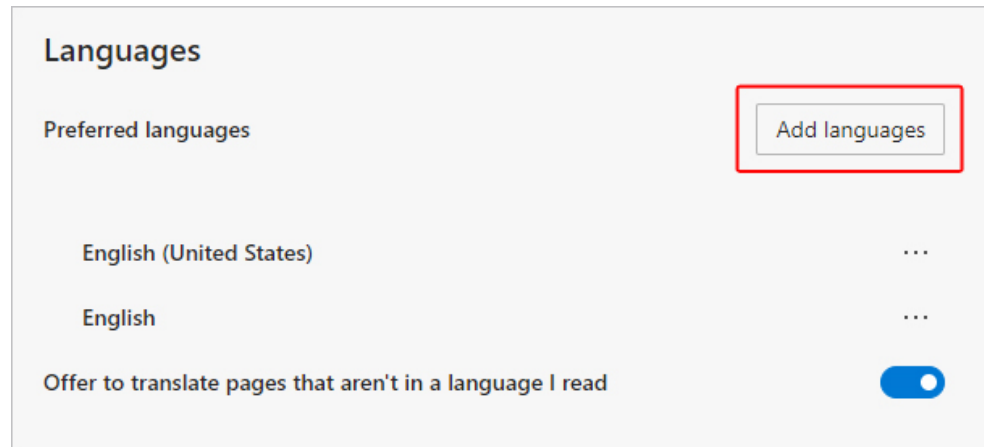 Languages
Preferred languages
Add languages
English (United States)
English
Offer to translate pages that aren't in a language I read